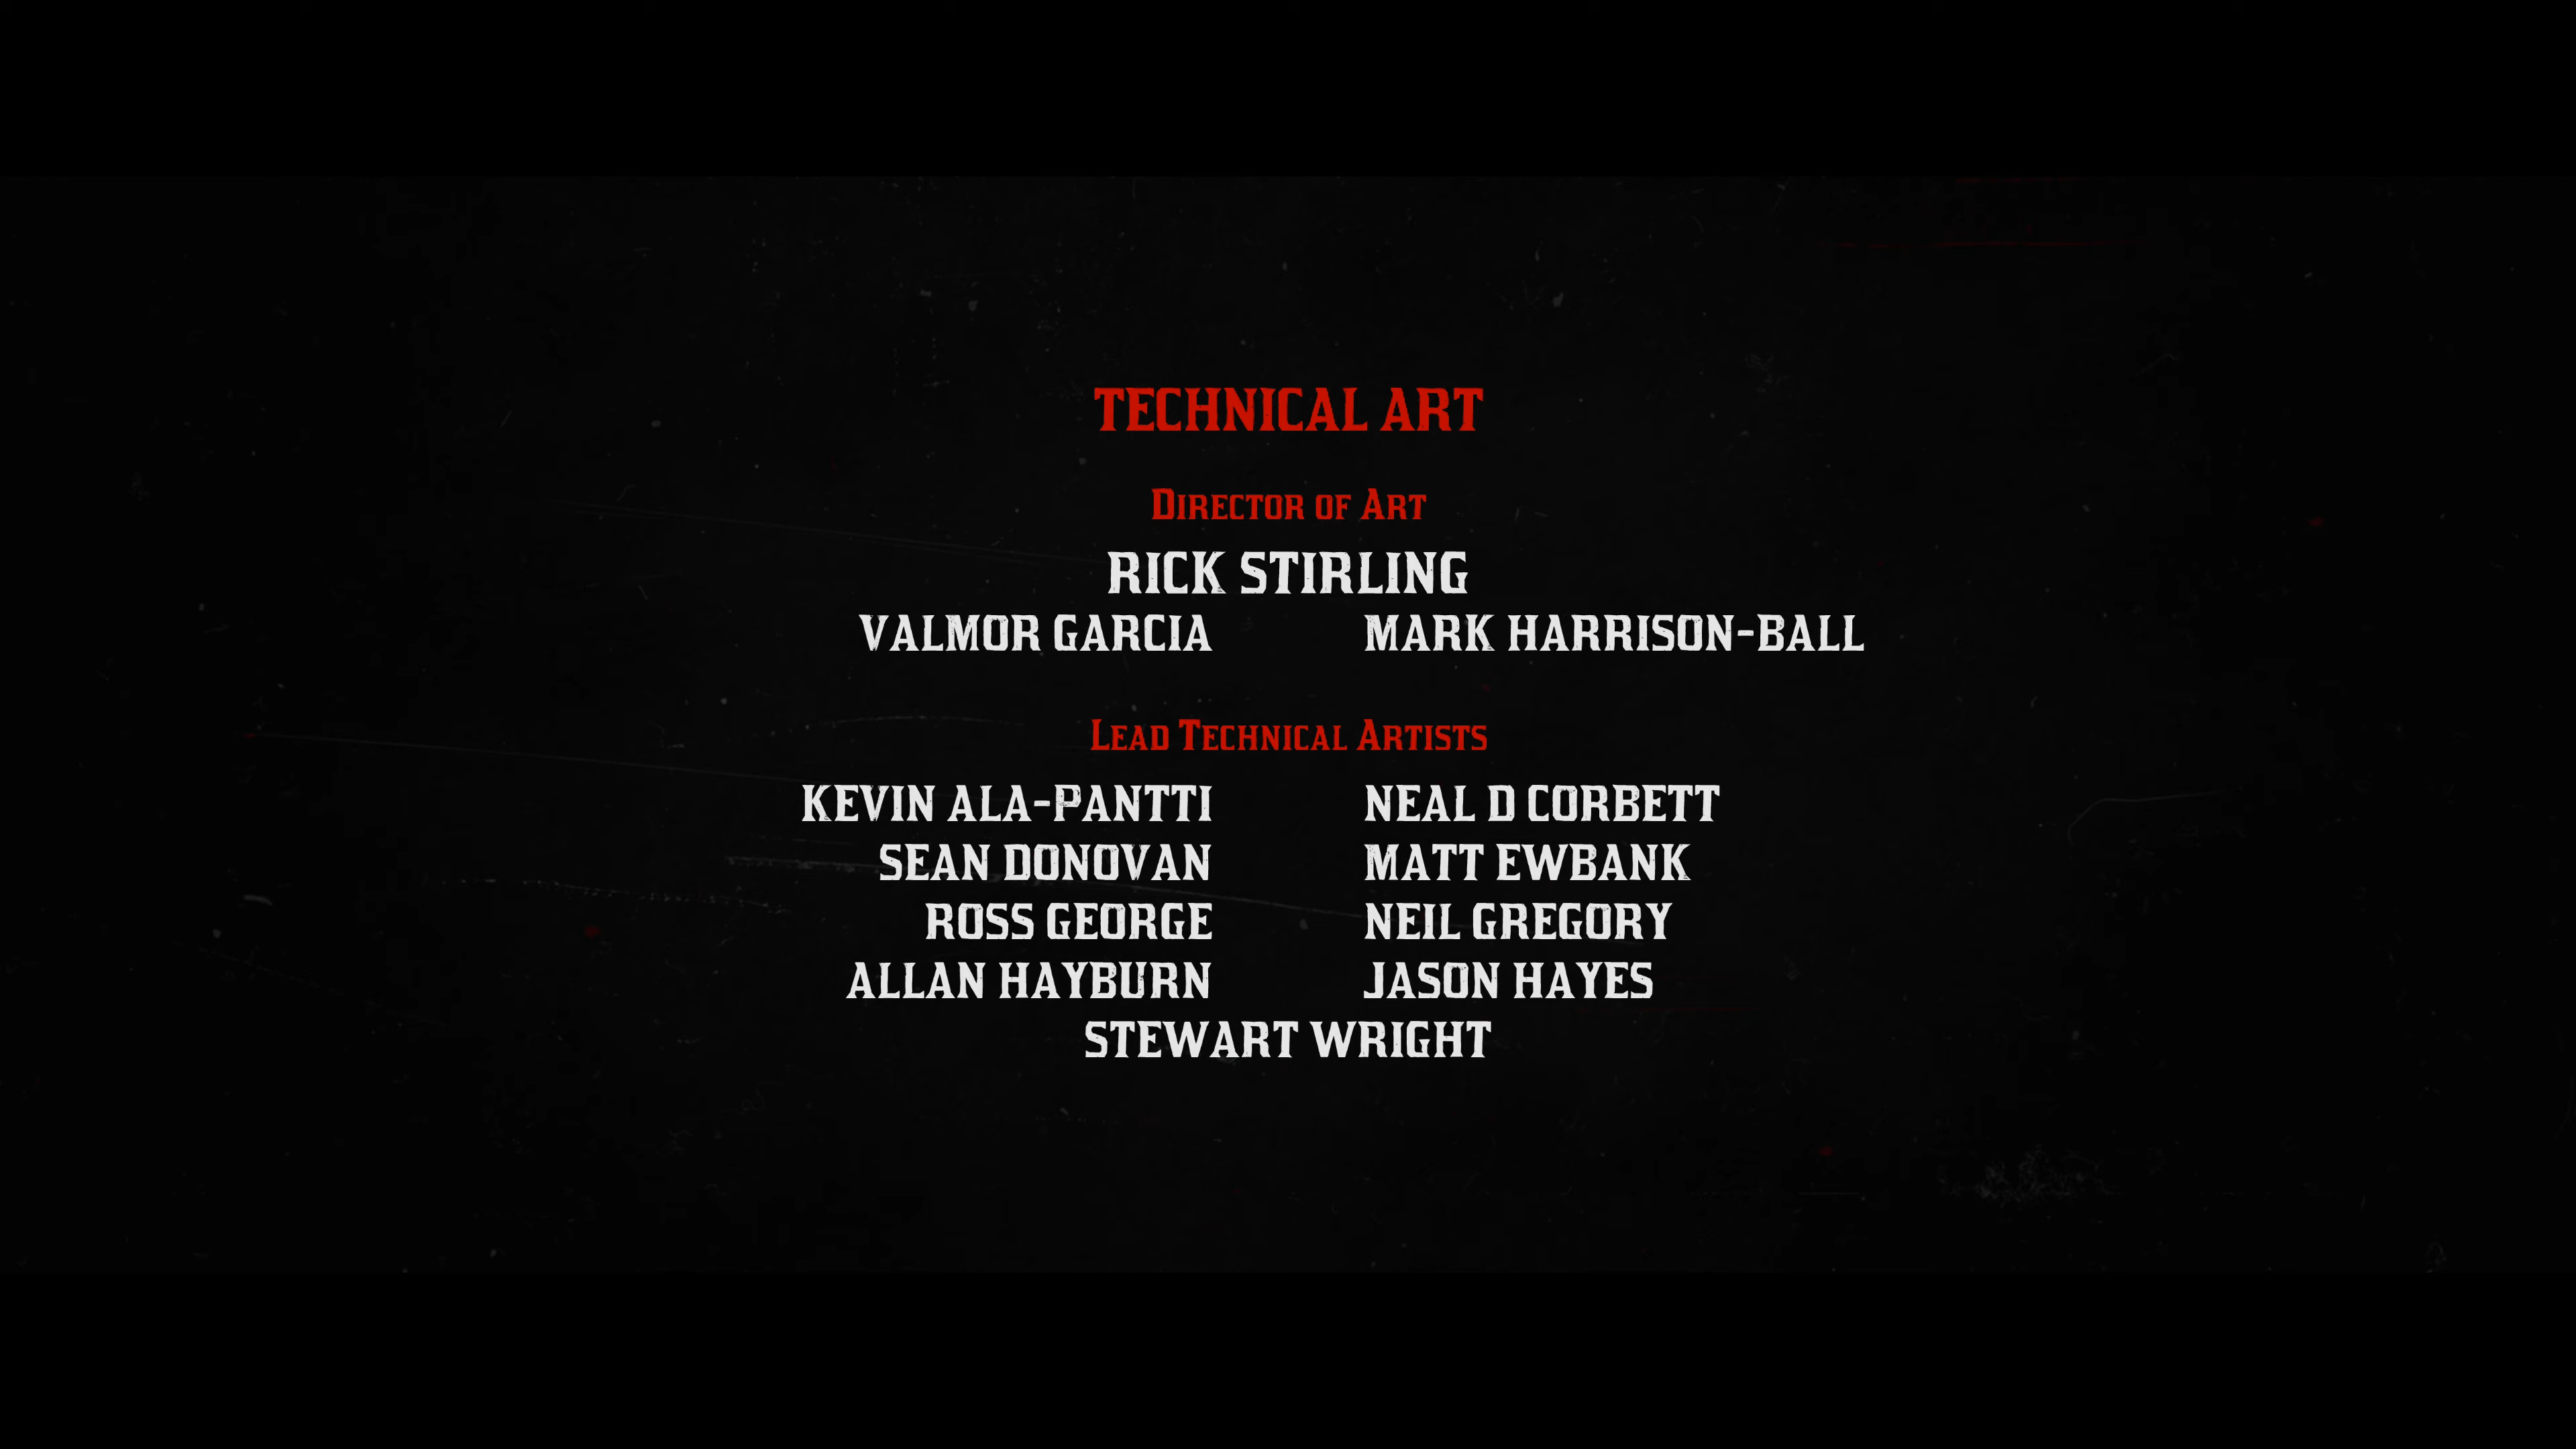 TECHNICAL ART
DIRECTOR OF ART
RICK STIRLING
VALMOR GARCIA MARK HARRISON-BALL
LEAD TECHNICAL ARTISTS
KEVIN ALA-PANTTI NEAL D CORBETT
SEAN DONOVAN MATT EWBANK
ROSS GEORGE NEIL GREGORY
ALLAN HAYBURN JASON HAYES
STEWART WRIGHT